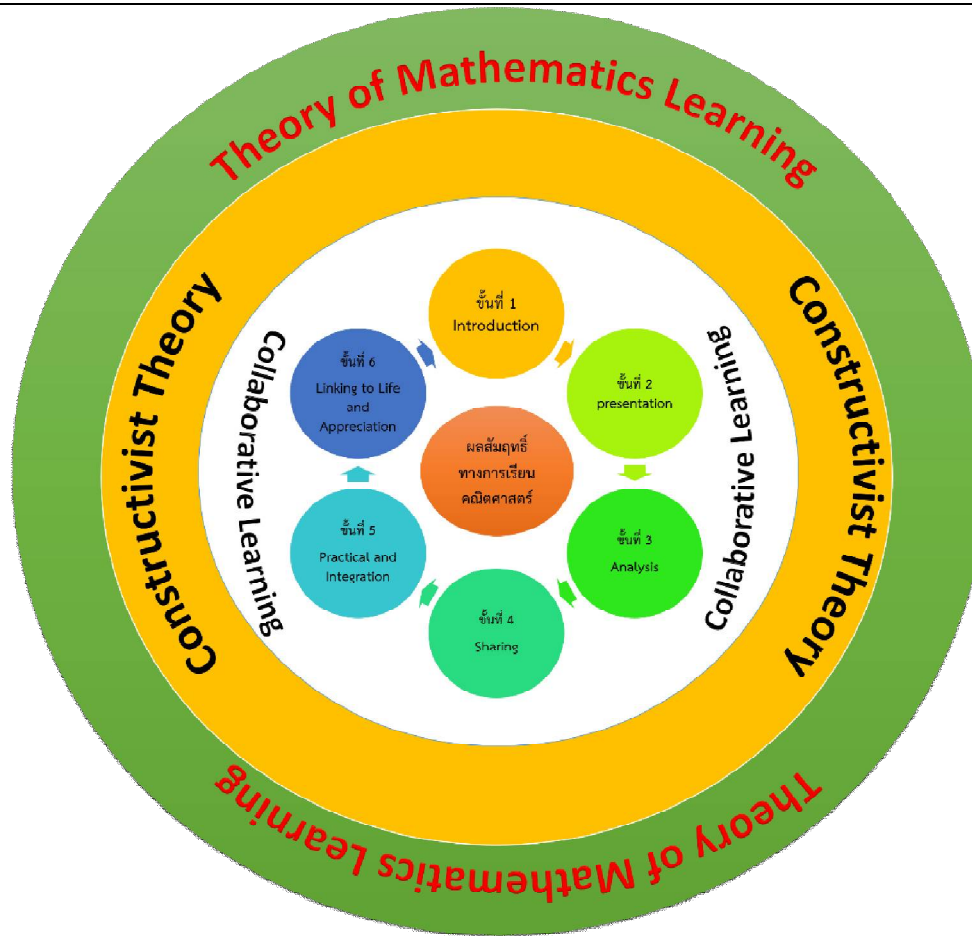 Theory of Mathematics Learning
Constructivist Theory
Constructivist Theory
Collaborative Learning
Collaborative Learning
ขั้นที่ 1
Introduction
ขั้นที่ 2
presentation
ขั้นที่ 3
Analysis
ขั้นที่ 4
Sharing
ขั้นที่ 5
Practical and
Integration
ขั้นที่ 6
Linking to Life
and
Appreciation
ผลสัมฤทธิ์
ทางการเรียน
คณิตศาสตร์
Theory of Mathematics Learning